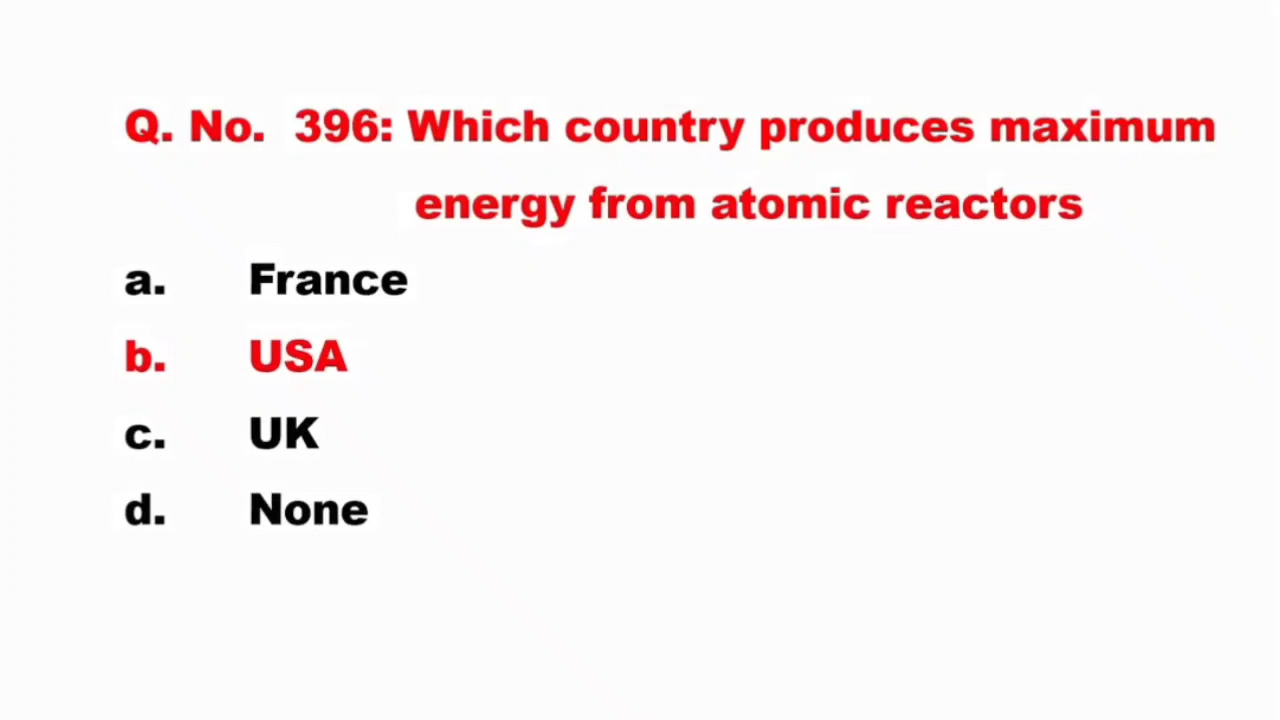 Q. No. 396: Which country produces maximum
energy from atomic reactors
a. France
b. USA
c. UK
d. None